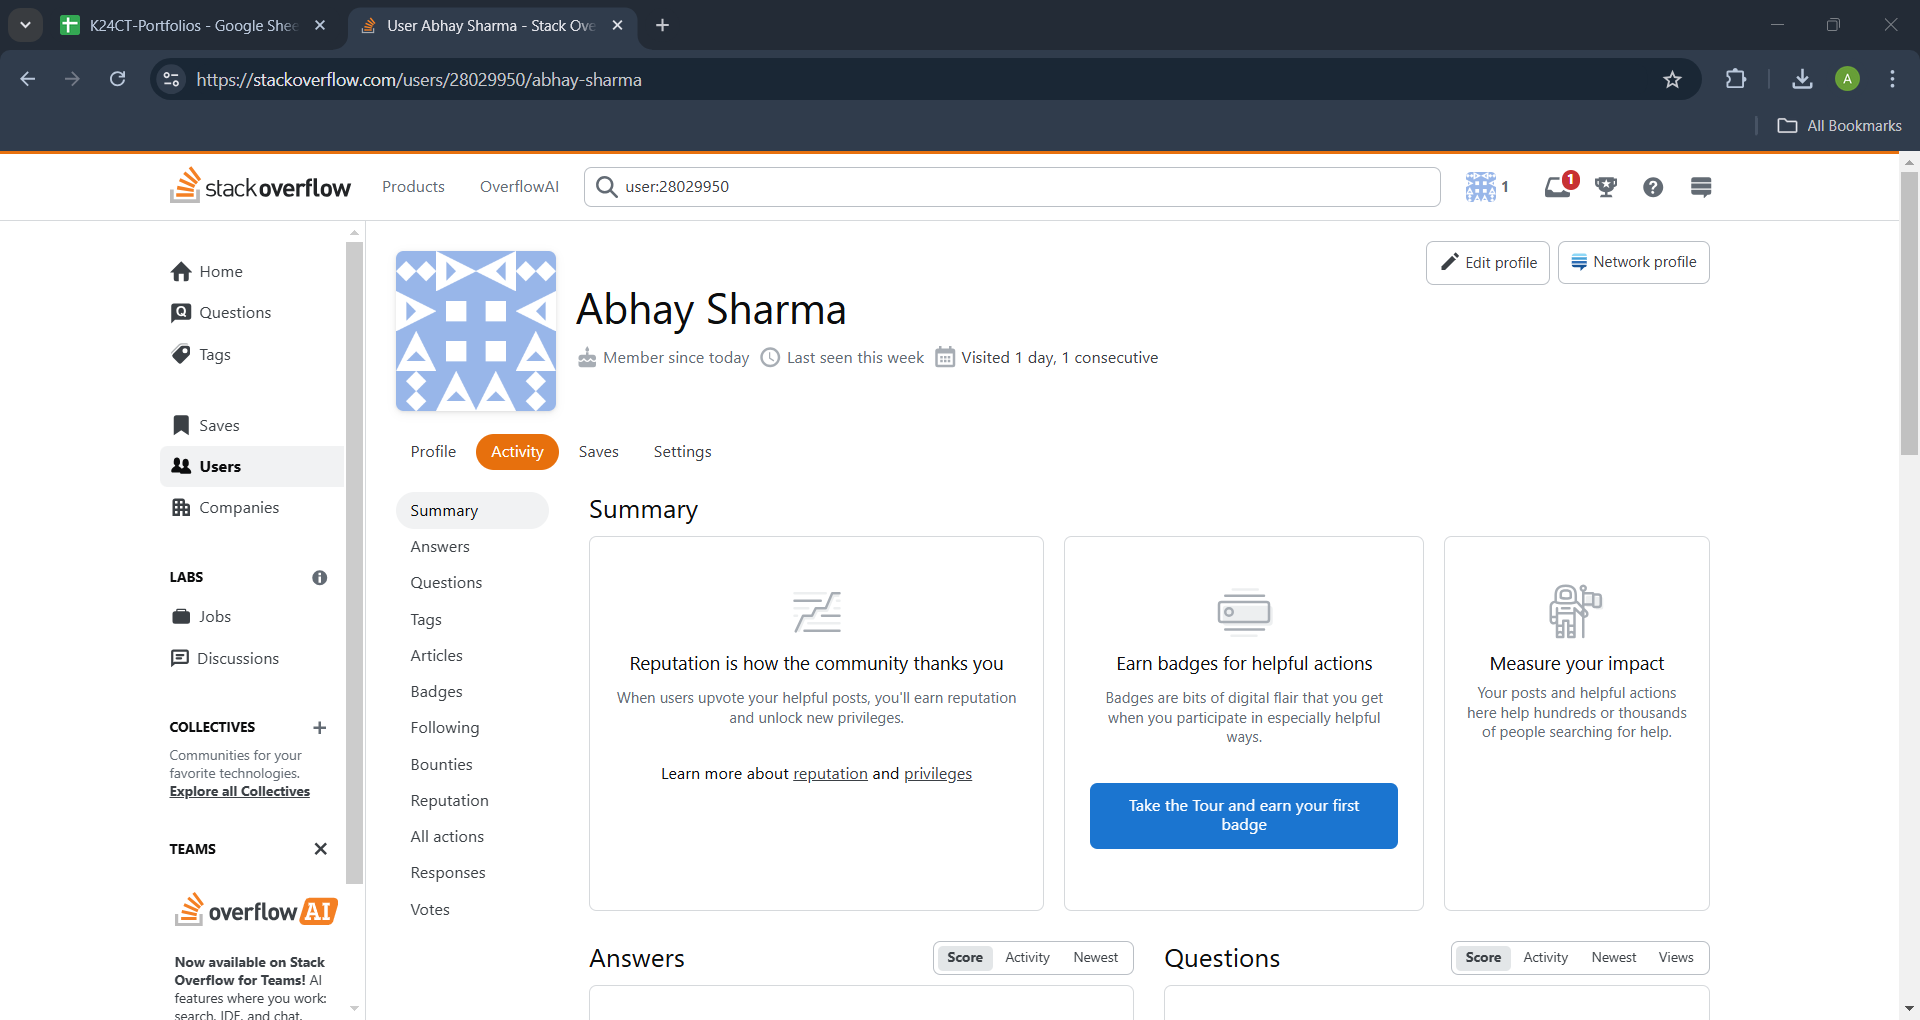 K24CT-Portfolios - Google Shee
User Abhay Sharma - Stack Ove
https://stackoverflow.com/users/28029950/abhay-sharma
A
All Bookmarks
stackoverflow
Products
OverflowAI
user:28029950
1
1
Home
Questions
Tags
Saves
Users
Companies
LABS
Jobs
Discussions
COLLECTIVES
Communities for your
favorite technologies.
Explore all Collectives
TEAMS
overflowAI
Now available on Stack
Overflow for Teams! AI
features where you work:
search, IDE, and chat.
Edit profile
Network profile
Abhay Sharma
Member since today
Last seen this week
Visited 1 day, 1 consecutive
Profile
Activity
Saves
Settings
Summary
Answers
Questions
Tags
Articles
Badges
Following
Bounties
Reputation
All actions
Responses
Votes
Summary
Reputation is how the community thanks you
When users upvote your helpful posts, you'll earn reputation
and unlock new privileges.
Learn more about reputation and privileges
Earn badges for helpful actions
Badges are bits of digital flair that you get
when you participate in especially helpful
ways.
Take the Tour and earn your first
badge
Measure your impact
Your posts and helpful actions
here help hundreds or thousands
of people searching for help.
Answers
Score
Activity
Newest
Questions
Score
Activity
Newest
Views